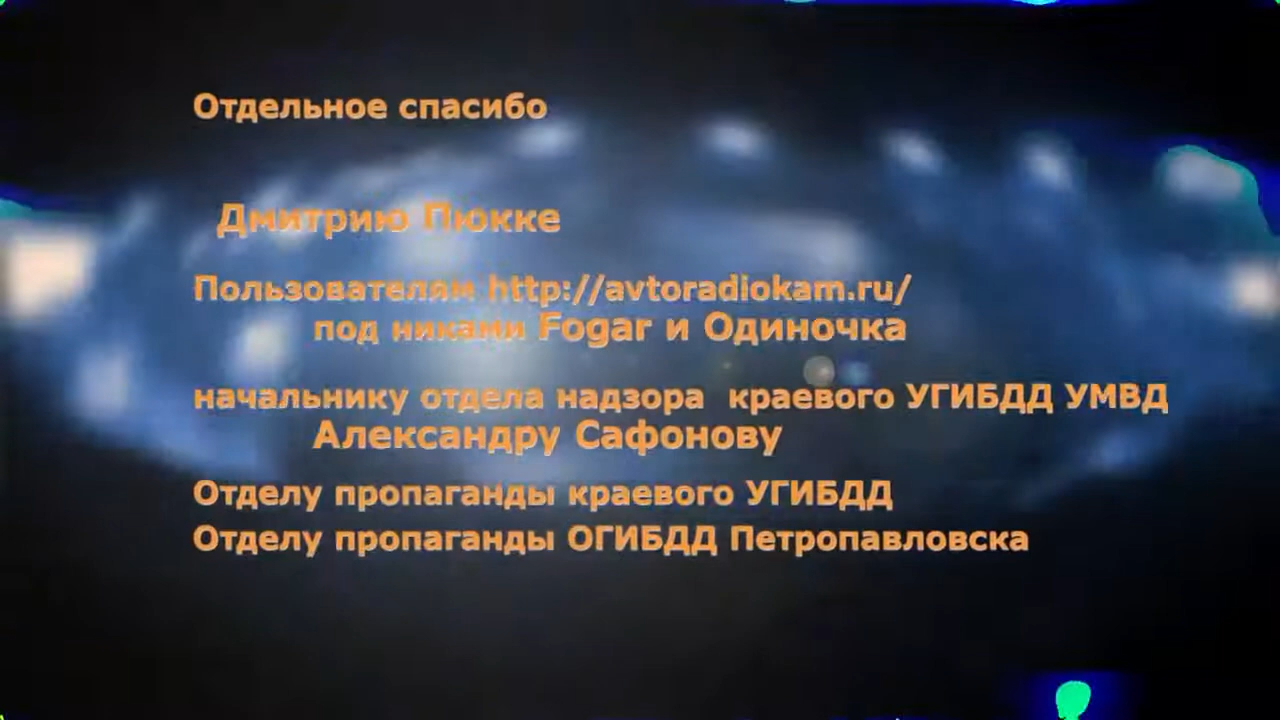 Отдельное спасибо
Дмитрию Пюкке
Пользователям http://avtoradiokam.ru/
под никами Fogar и Одиночка
начальнику отдела надзора краевого УГИБДД УМВД
Александру Сафонову
Отделу пропаганды краевого УГИБДД
Отделу пропаганды ОГИБДД Петропавловска